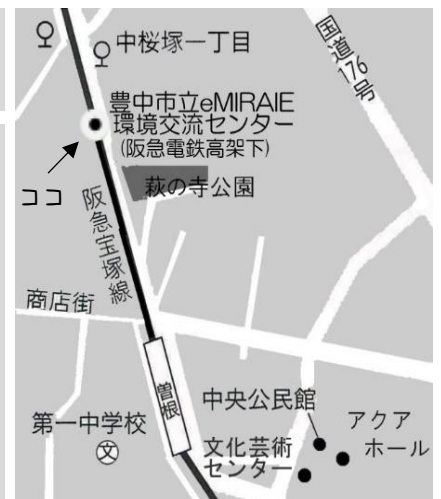 中桜塚一丁目
国道176号
豊中市立eMIRAIE
環境交流センター
(阪急電鉄高架下)
ココ
萩の寺公園
阪急宝塚線
商店街
曽根
第一中学校
文
中央公民館
アクア
ホール
文化芸術
センター